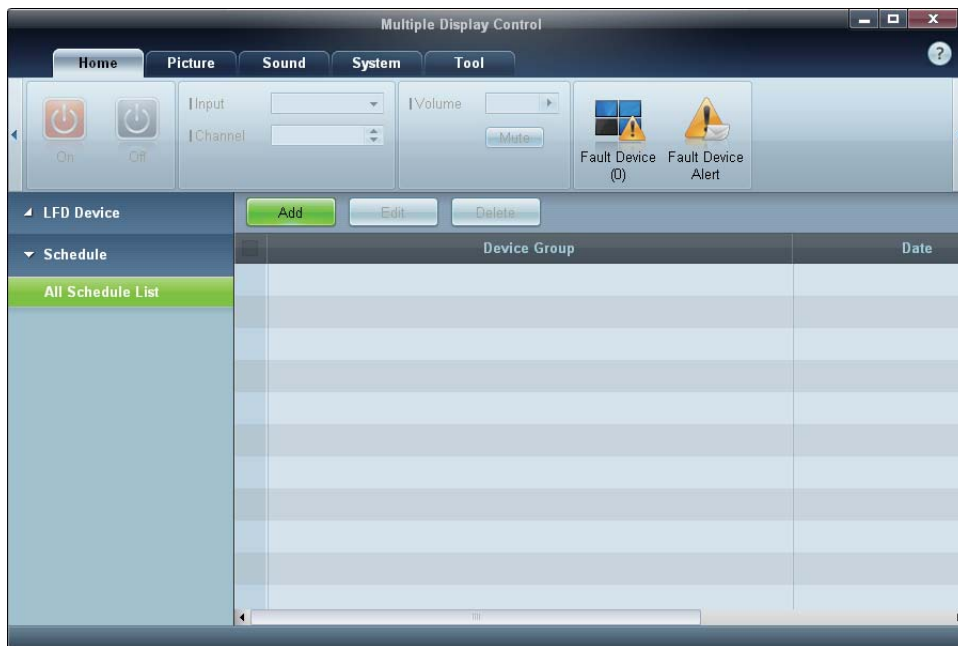 Multiple Display Control
Home Picture Sound System Tool
?
Input
Channel
On Off
Volume
Mute
Fault Device
(0)
Fault Device
Alert
LFD Device
Schedule
All Schedule List
Add Edit Delete
Device Group Date